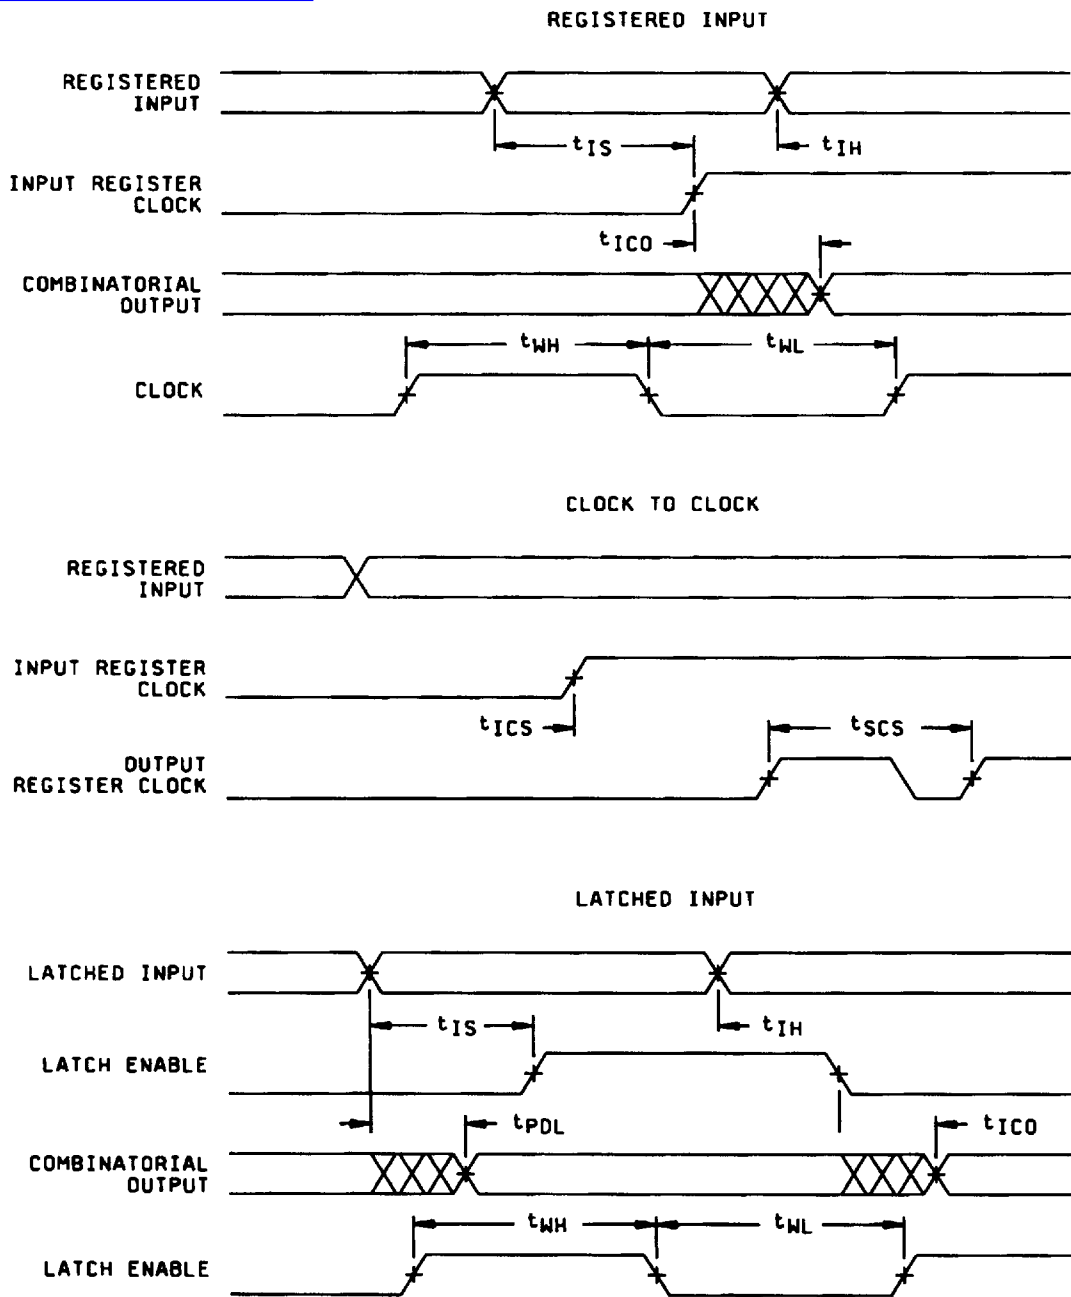 REGISTERED INPUT
REGISTERED
INPUT
tIS
tIH
INPUT REGISTER
CLOCK
tICO
COMBINATORIAL
OUTPUT
tWH
tWL
CLOCK
CLOCK TO CLOCK
REGISTERED
INPUT
INPUT REGISTER
CLOCK
tICS
tSCS
OUTPUT
REGISTER CLOCK
LATCHED INPUT
LATCHED INPUT
tIS
tIH
LATCH ENABLE
tPDL
tICO
COMBINATORIAL
OUTPUT
tWH
tWL
LATCH ENABLE